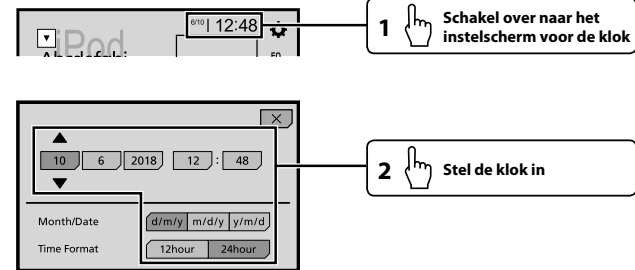 6/10 | 12:48
iPod
1 Schakel over naar het
instelscherm voor de klok
10 6 2018 12 : 48
2 Stel de klok in
Month/Date d/m/y m/d/y y/m/d
Time Format 12hour 24hour